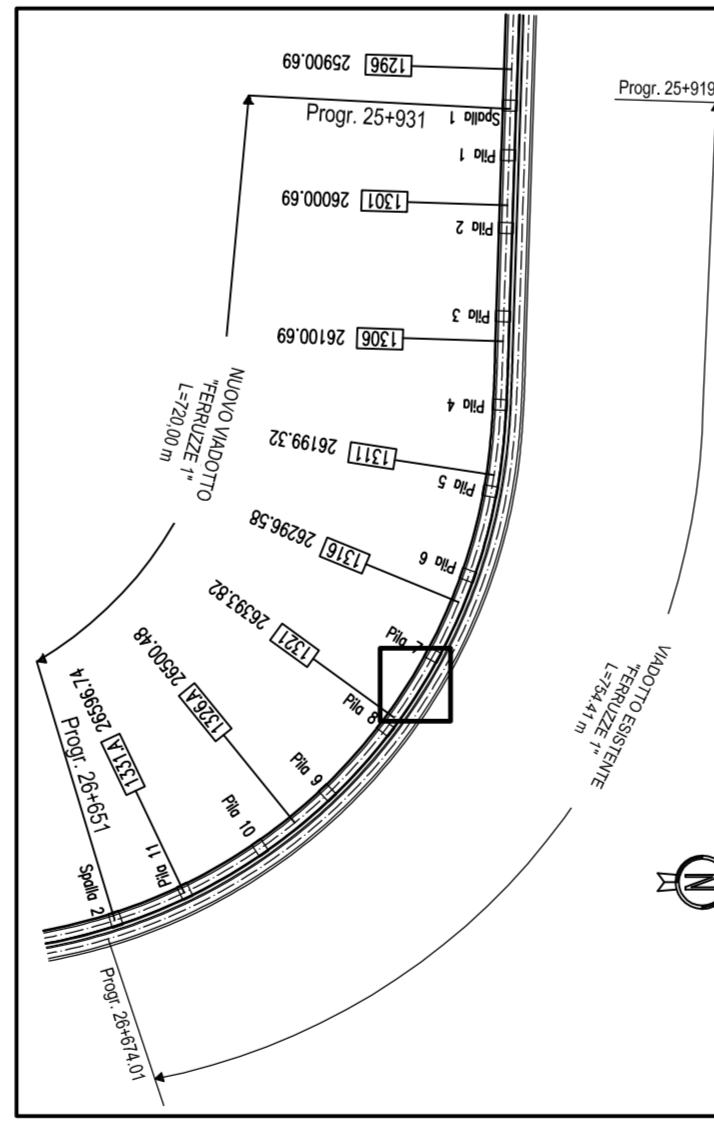 1296 25900.69
Progr. 25+931
Spalla 1
Progr. 25+919
Pila 1
1301 26000.69
Pila 2
Pila 3
1306 26100.69
Pila 4
NUOVO VIADOTTO
"FERRUZZE 1"
L=720,00 m
1311 26199.32
Pila 5
1316 26296.58
Pila 6
1321 26393.82
Pila 7
Pila 8
1326A 26500.48
Pila 9
1331.A 26596.74
Pila 10
Progr. 26+651
Pila 11
Spalla 2
VIADOTTO ESISTENTE
"FERRUZZE 1"
L=754.41 m
N
Progr. 26+674.01